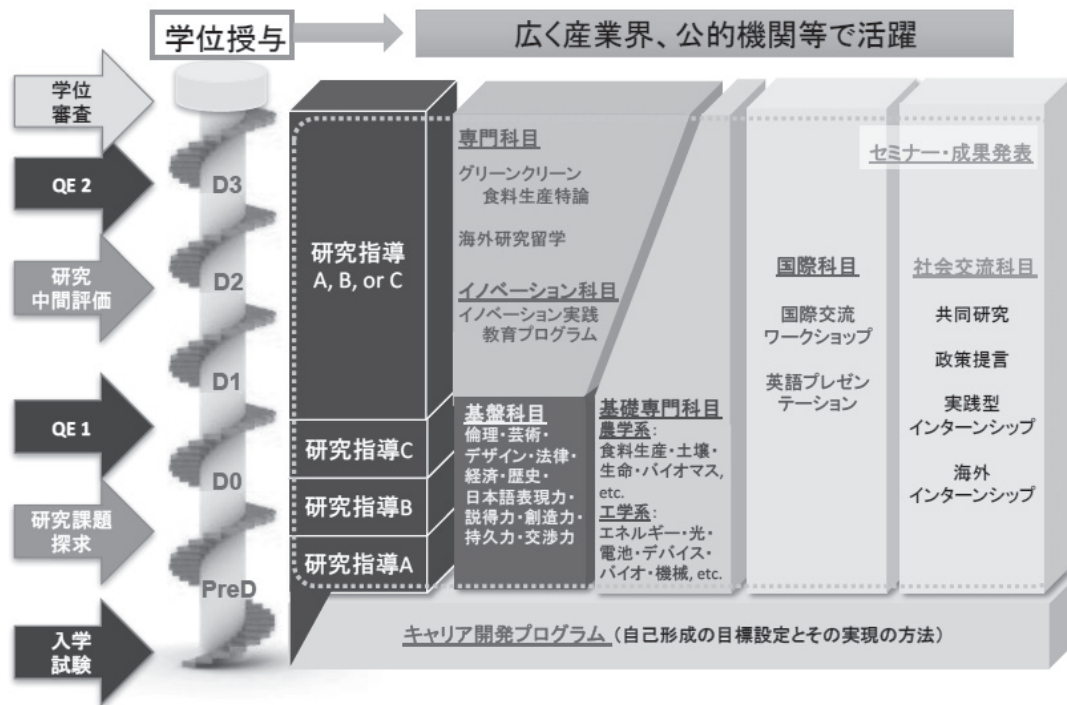 学位授与
広く産業界、公的機関等で活躍
学位
審査
QE 2
研究
中間評価
QE 1
研究課題
探求
入学
試験
D3
D2
D1
D0
PreD
研究指導
A, B, or C
研究指導C
研究指導B
研究指導A
専門科目
グリーンクリーン
食料生産特論
海外研究留学
イノベーション科目
イノベーション実践
教育プログラム
基盤科目
倫理・芸術・
デザイン・法律・
経済・歴史・
日本語表現力・
説得力・創造力・
持久力・交渉力
基礎専門科目
農学系:
食料生産・土壌・
生命・バイオマス,
etc.
工学系:
エネルギー・光・
電池・デバイス・
バイオ・機械, etc.
国際科目
国際交流
ワークショップ
英語プレゼン
テーション
セミナー・成果発表
社会交流科目
共同研究
政策提言
実践型
インターンシップ
海外
インターンシップ
キャリア開発プログラム（自己形成の目標設定とその実現の方法）